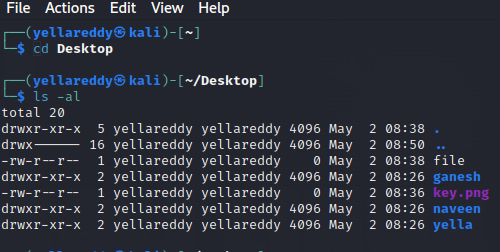 File Actions Edit View Help
┌──(yellareddy㉿kali)-[~]
└─$ cd Desktop
┌──(yellareddy㉿kali)-[~/Desktop]
└─$ ls -al
total 20
drwxr-xr-x 5 yellareddy yellareddy 4096 May 2 08:38 .
drwx------ 16 yellareddy yellareddy 4096 May 2 08:50 ..
-rw-r--r-- 1 yellareddy yellareddy 0 May 2 08:38 file
drwxr-xr-x 2 yellareddy yellareddy 4096 May 2 08:26 ganesh
-rw-r--r-- 1 yellareddy yellareddy 0 May 2 08:36 key.png
drwxr-xr-x 2 yellareddy yellareddy 4096 May 2 08:26 naveen
drwxr-xr-x 2 yellareddy yellareddy 4096 May 2 08:26 yella